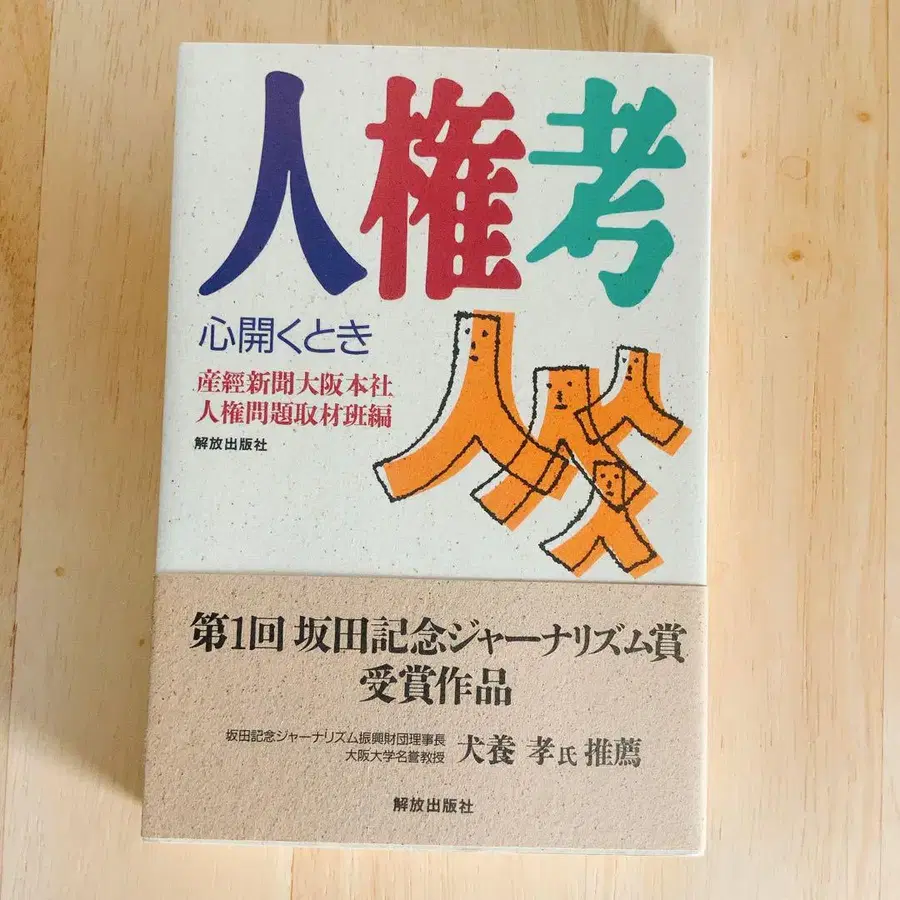 人権考
心開くとき
産經新聞大阪本社
人権問題取材班編
解放出版社
第1回 坂田記念ジャーナリズム賞
受賞作品
坂田記念ジャーナリズム振興財団理事長
大阪大学名誉教授
犬養 孝氏 推薦
解放出版社